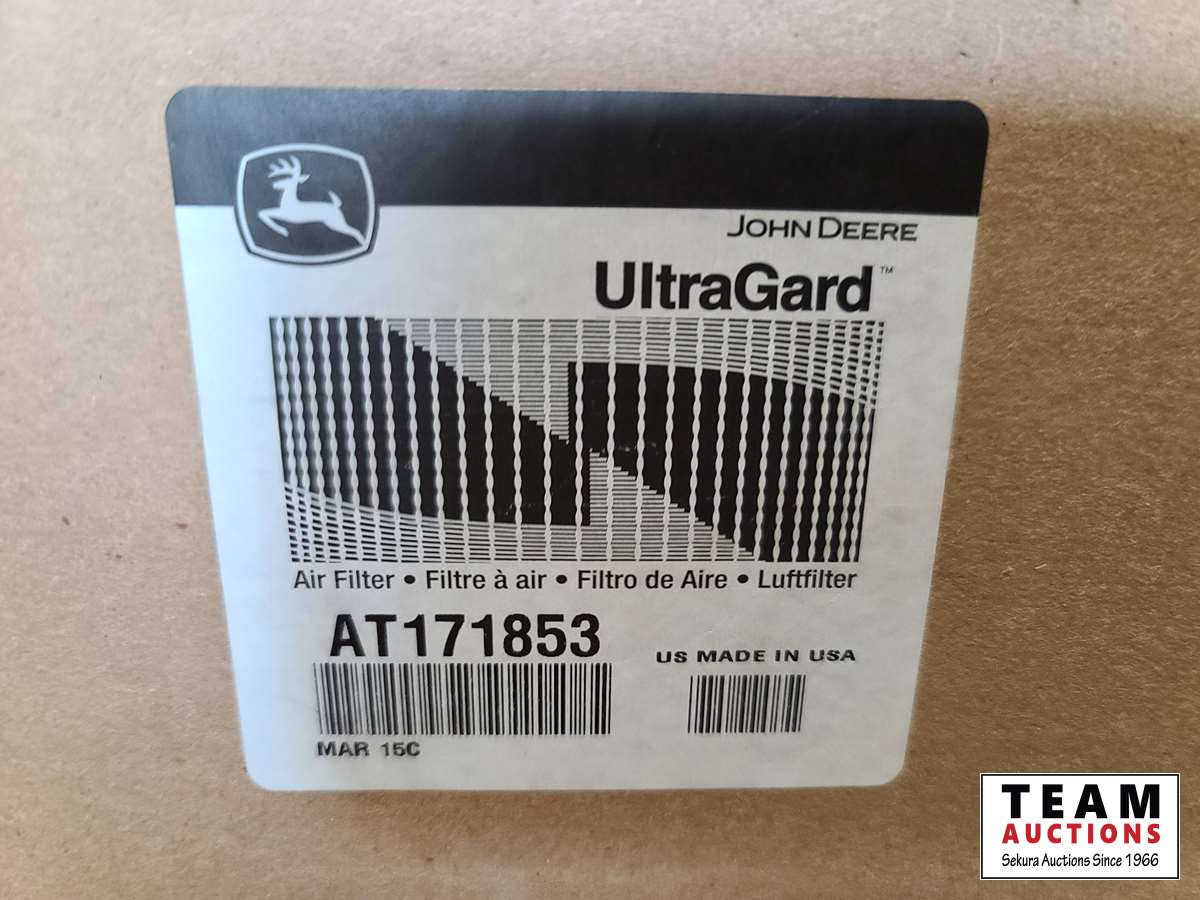 JOHN DEERE
UltraGard™
Air Filter • Filtre à air • Filtro de Aire • Luftfilter
AT171853
US MADE IN USA
MAR 15C
TEAM
AUCTIONS
Sekura Auctions Since 1966